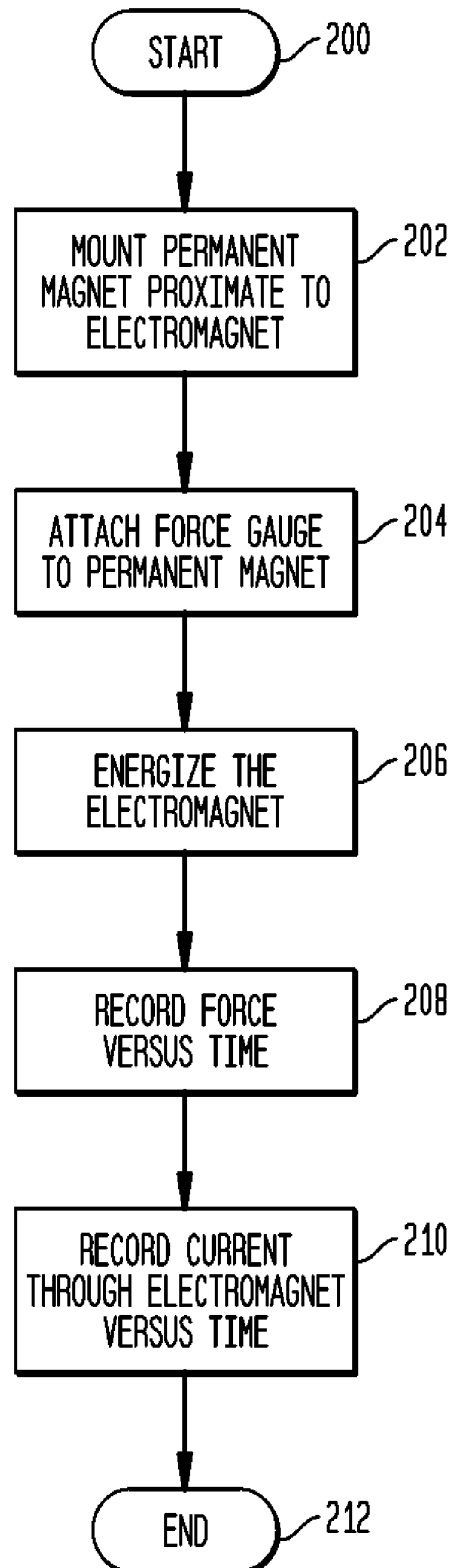 START
200
MOUNT PERMANENT
MAGNET PROXIMATE TO
ELECTROMAGNET
202
ATTACH FORCE GAUGE
TO PERMANENT MAGNET
204
ENERGIZE THE
ELECTROMAGNET
206
RECORD FORCE
VERSUS TIME
208
RECORD CURRENT
THROUGH ELECTROMAGNET
VERSUS TIME
210
END
212